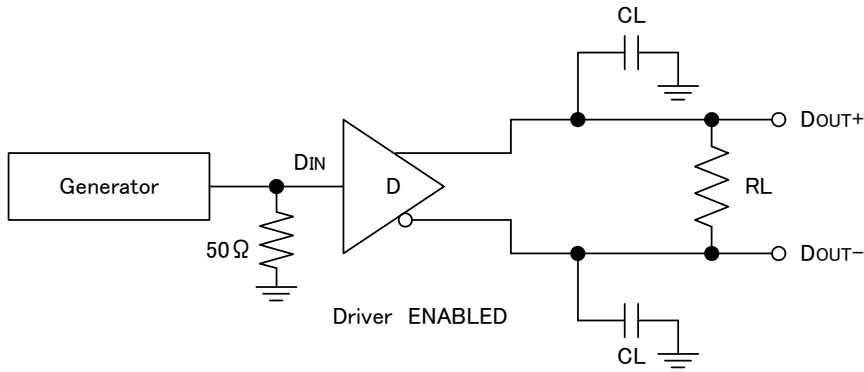 CL
DOUT+
DIN
Generator
D
RL
50Ω
DOUT−
Driver ENABLED
CL